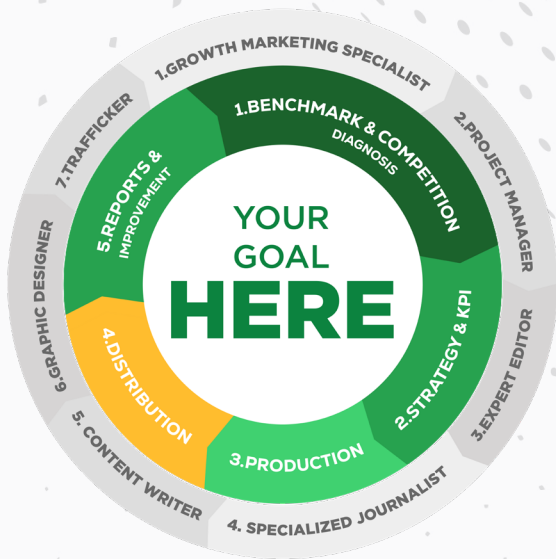 1.GROWTH MARKETING SPECIALIST
2.PROJECT MANAGER
3.EXPERT EDITOR
4. SPECIALIZED JOURNALIST
5. CONTENT WRITER
6.GRAPHIC DESIGNER
7.TRAFFICKER
1.BENCHMARK & COMPETITION
DIAGNOSIS
2.STRATEGY & KPI
3.PRODUCTION
4.DISTRIBUTION
5.REPORTS &
IMPROVEMENT
YOUR
GOAL
HERE